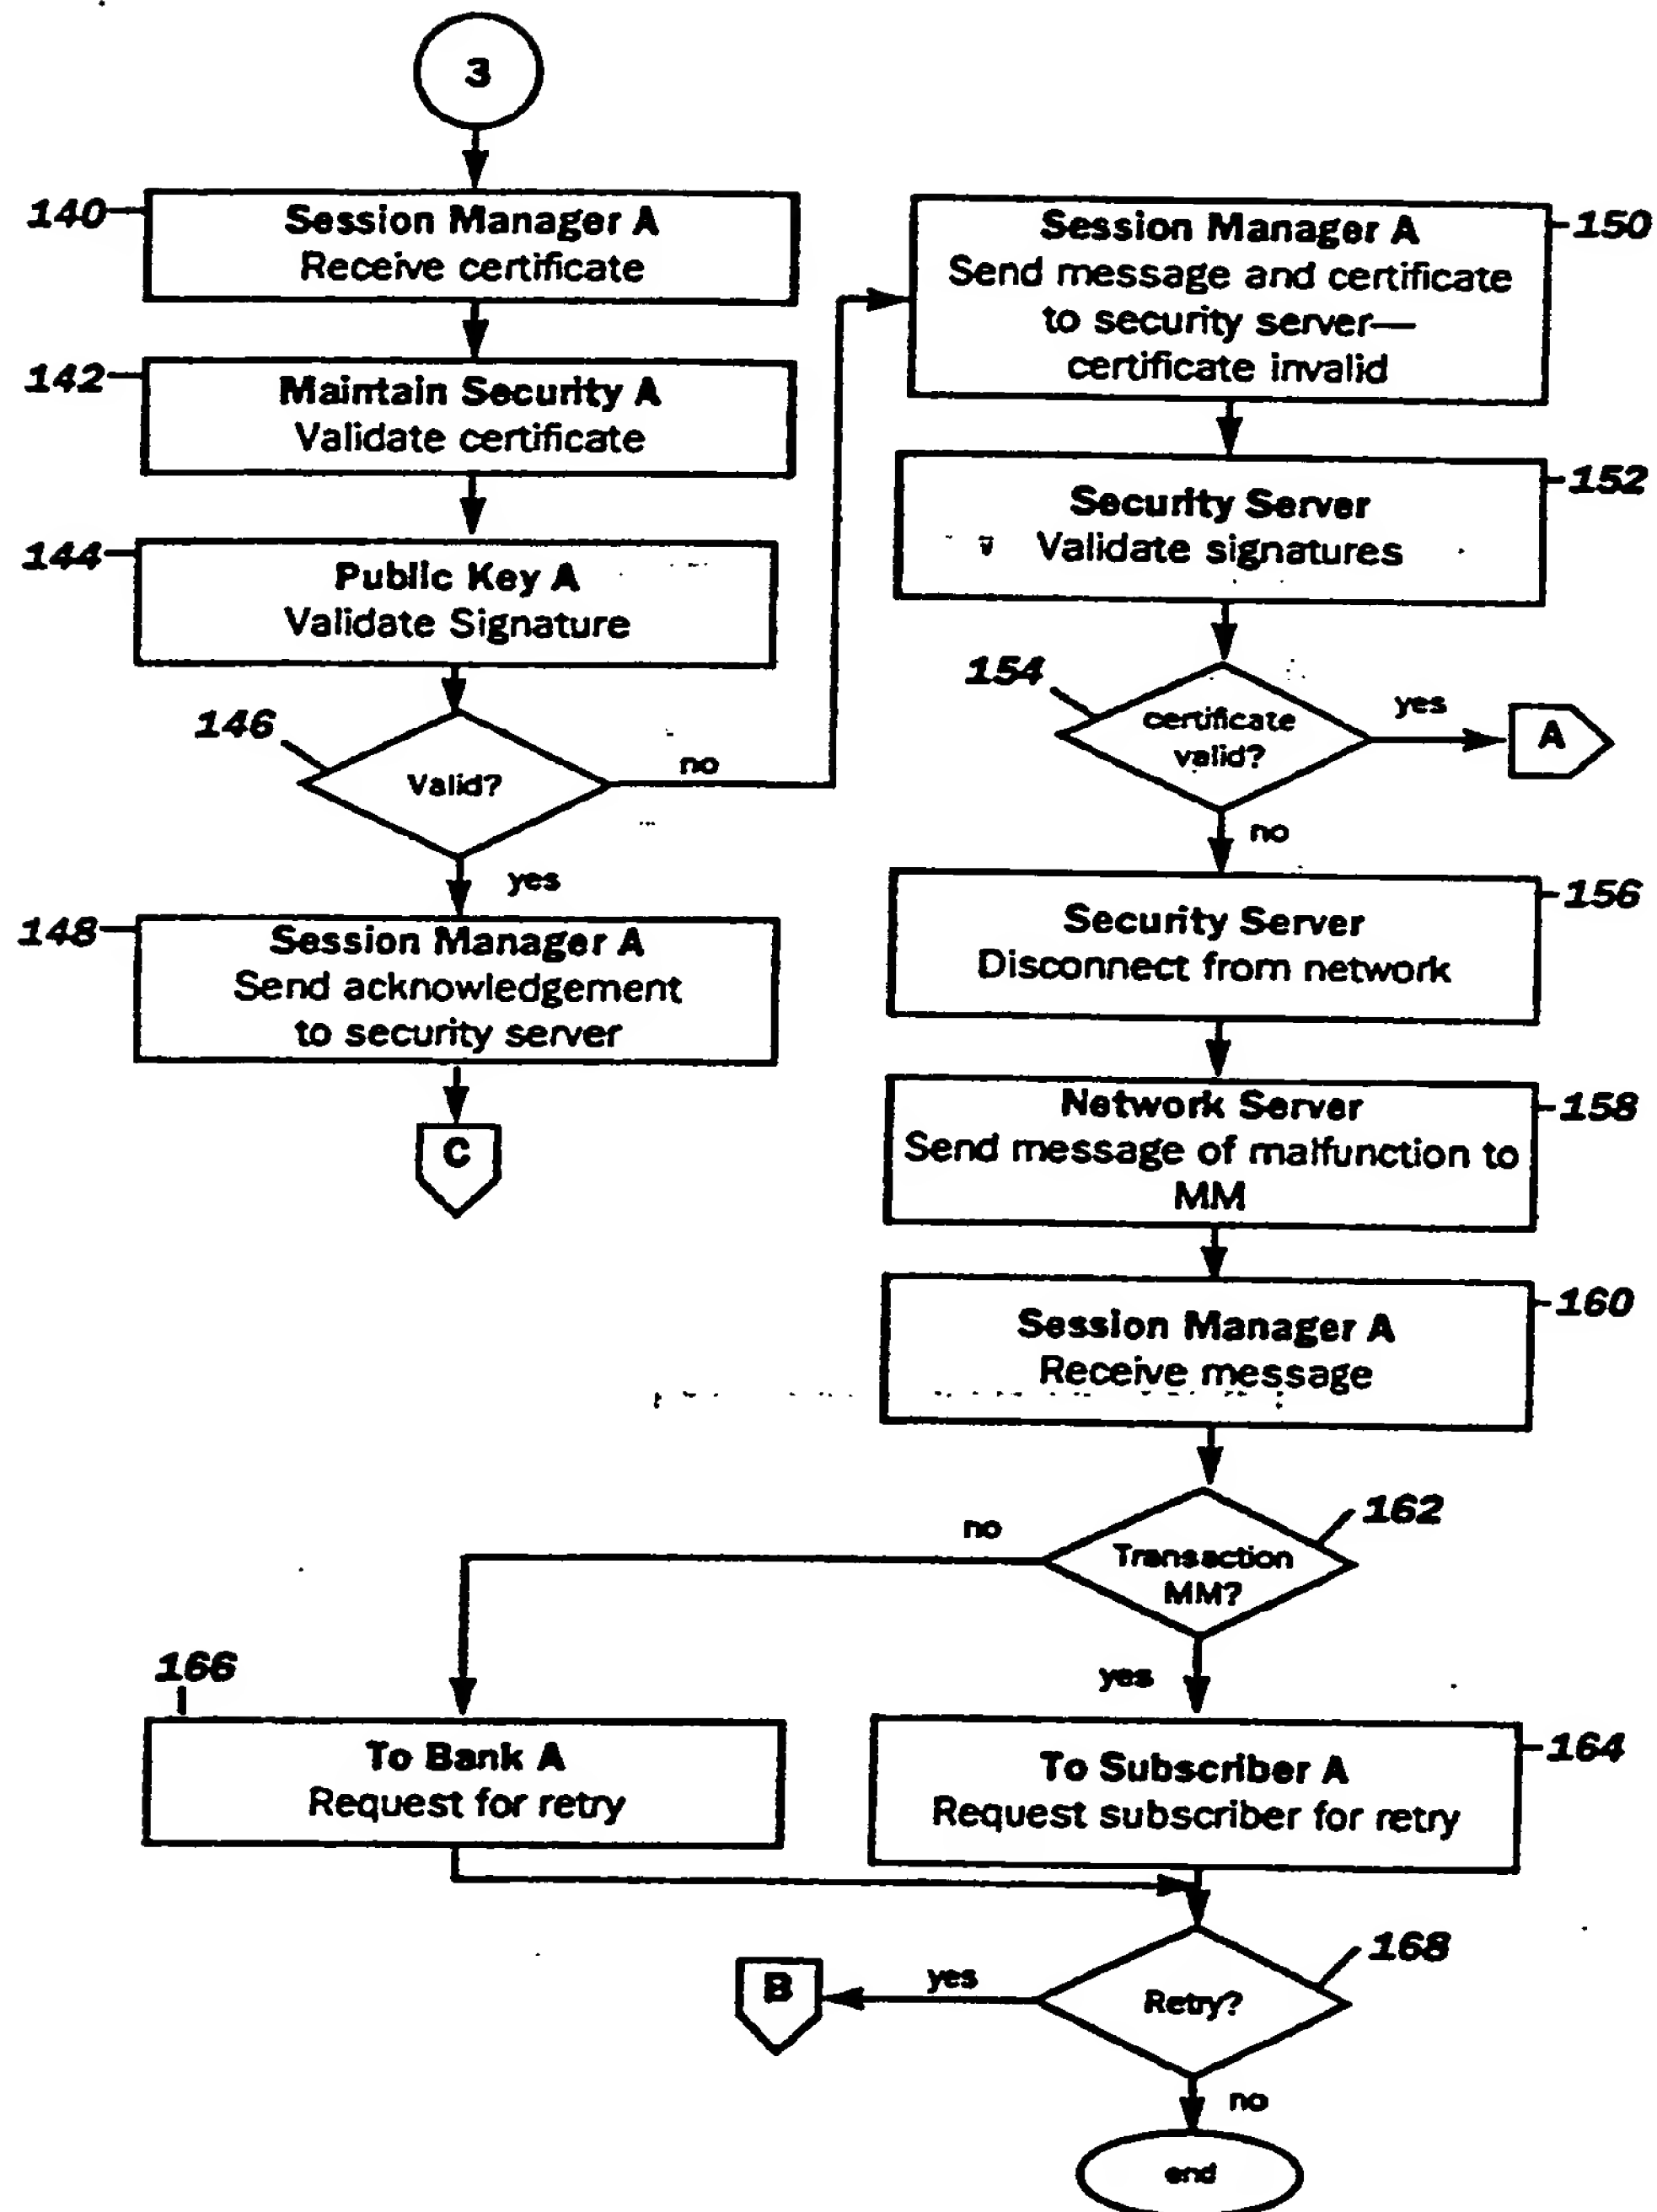 3
140
Session Manager A
Receive certificate
142
Maintain Security A
Validate certificate
144
Public Key A
Validate Signature
146
Valid?
no
yes
148
Session Manager A
Send acknowledgement
to security server
C
150
Session Manager A
Send message and certificate
to security server—
certificate invalid
152
Security Server
Validate signatures
154
certificate
valid?
yes
A
no
156
Security Server
Disconnect from network
158
Network Server
Send message of malfunction to
MM
160
Session Manager A
Receive message
162
Transaction
MM?
no
yes
166
To Bank A
Request for retry
164
To Subscriber A
Request subscriber for retry
168
Retry?
yes
B
no
end